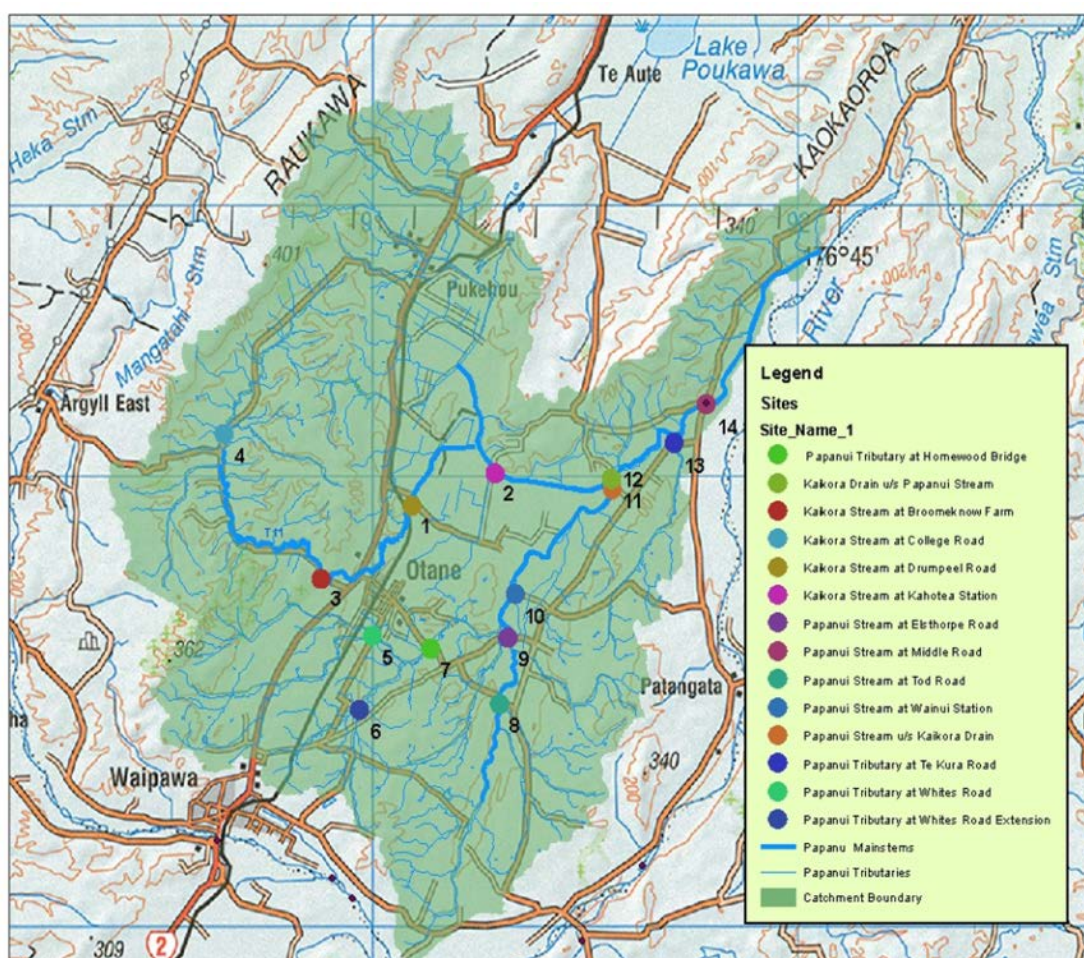 Lake
Poukawa
Te Aute
Heka Stm
RAUKAWA
KAOKAROA
340
401
176°45'
Pukehou
River
200
Mangatahi Stm
Argyll East
200
4
14
13
12
11
2
1
TM
3
Otane
10
5
9
7
362
6
8
Patangata
200
340
Waipawa
2
309
Legend
Sites
Site_Name_1
Papanui Tributary at Homewood Bridge
Kaikora Drain u/s Papanui Stream
Kaikora Stream at Broomeknow Farm
Kaikora Stream at College Road
Kaikora Stream at Drumpeel Road
Kaikora Stream at Kahotea Station
Papanui Stream at Elsthorpe Road
Papanui Stream at Middle Road
Papanui Stream at Tod Road
Papanui Stream at Wainui Station
Papanui Stream u/s Kaikora Drain
Papanui Tributary at Te Kura Road
Papanui Tributary at Whites Road
Papanui Tributary at Whites Road Extension
Papanu Mainstems
Papanui Tributaries
Catchment Boundary